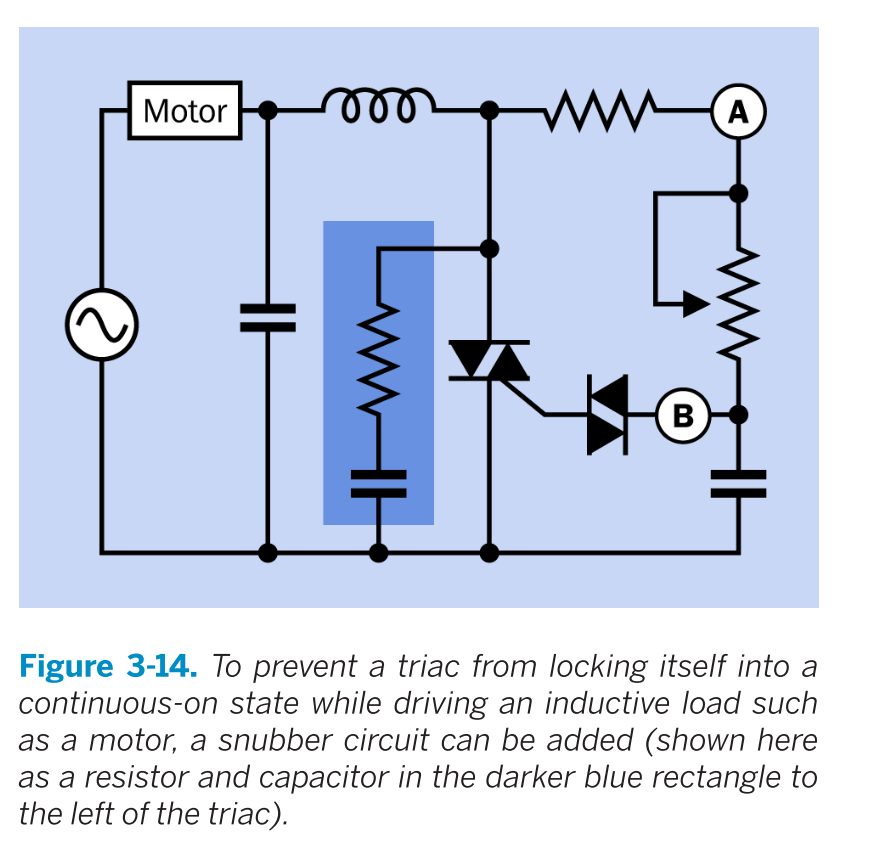 Motor
A
B
Figure 3-14. To prevent a triac from locking itself into a
continuous-on state while driving an inductive load such
as a motor, a snubber circuit can be added (shown here
as a resistor and capacitor in the darker blue rectangle to
the left of the triac).